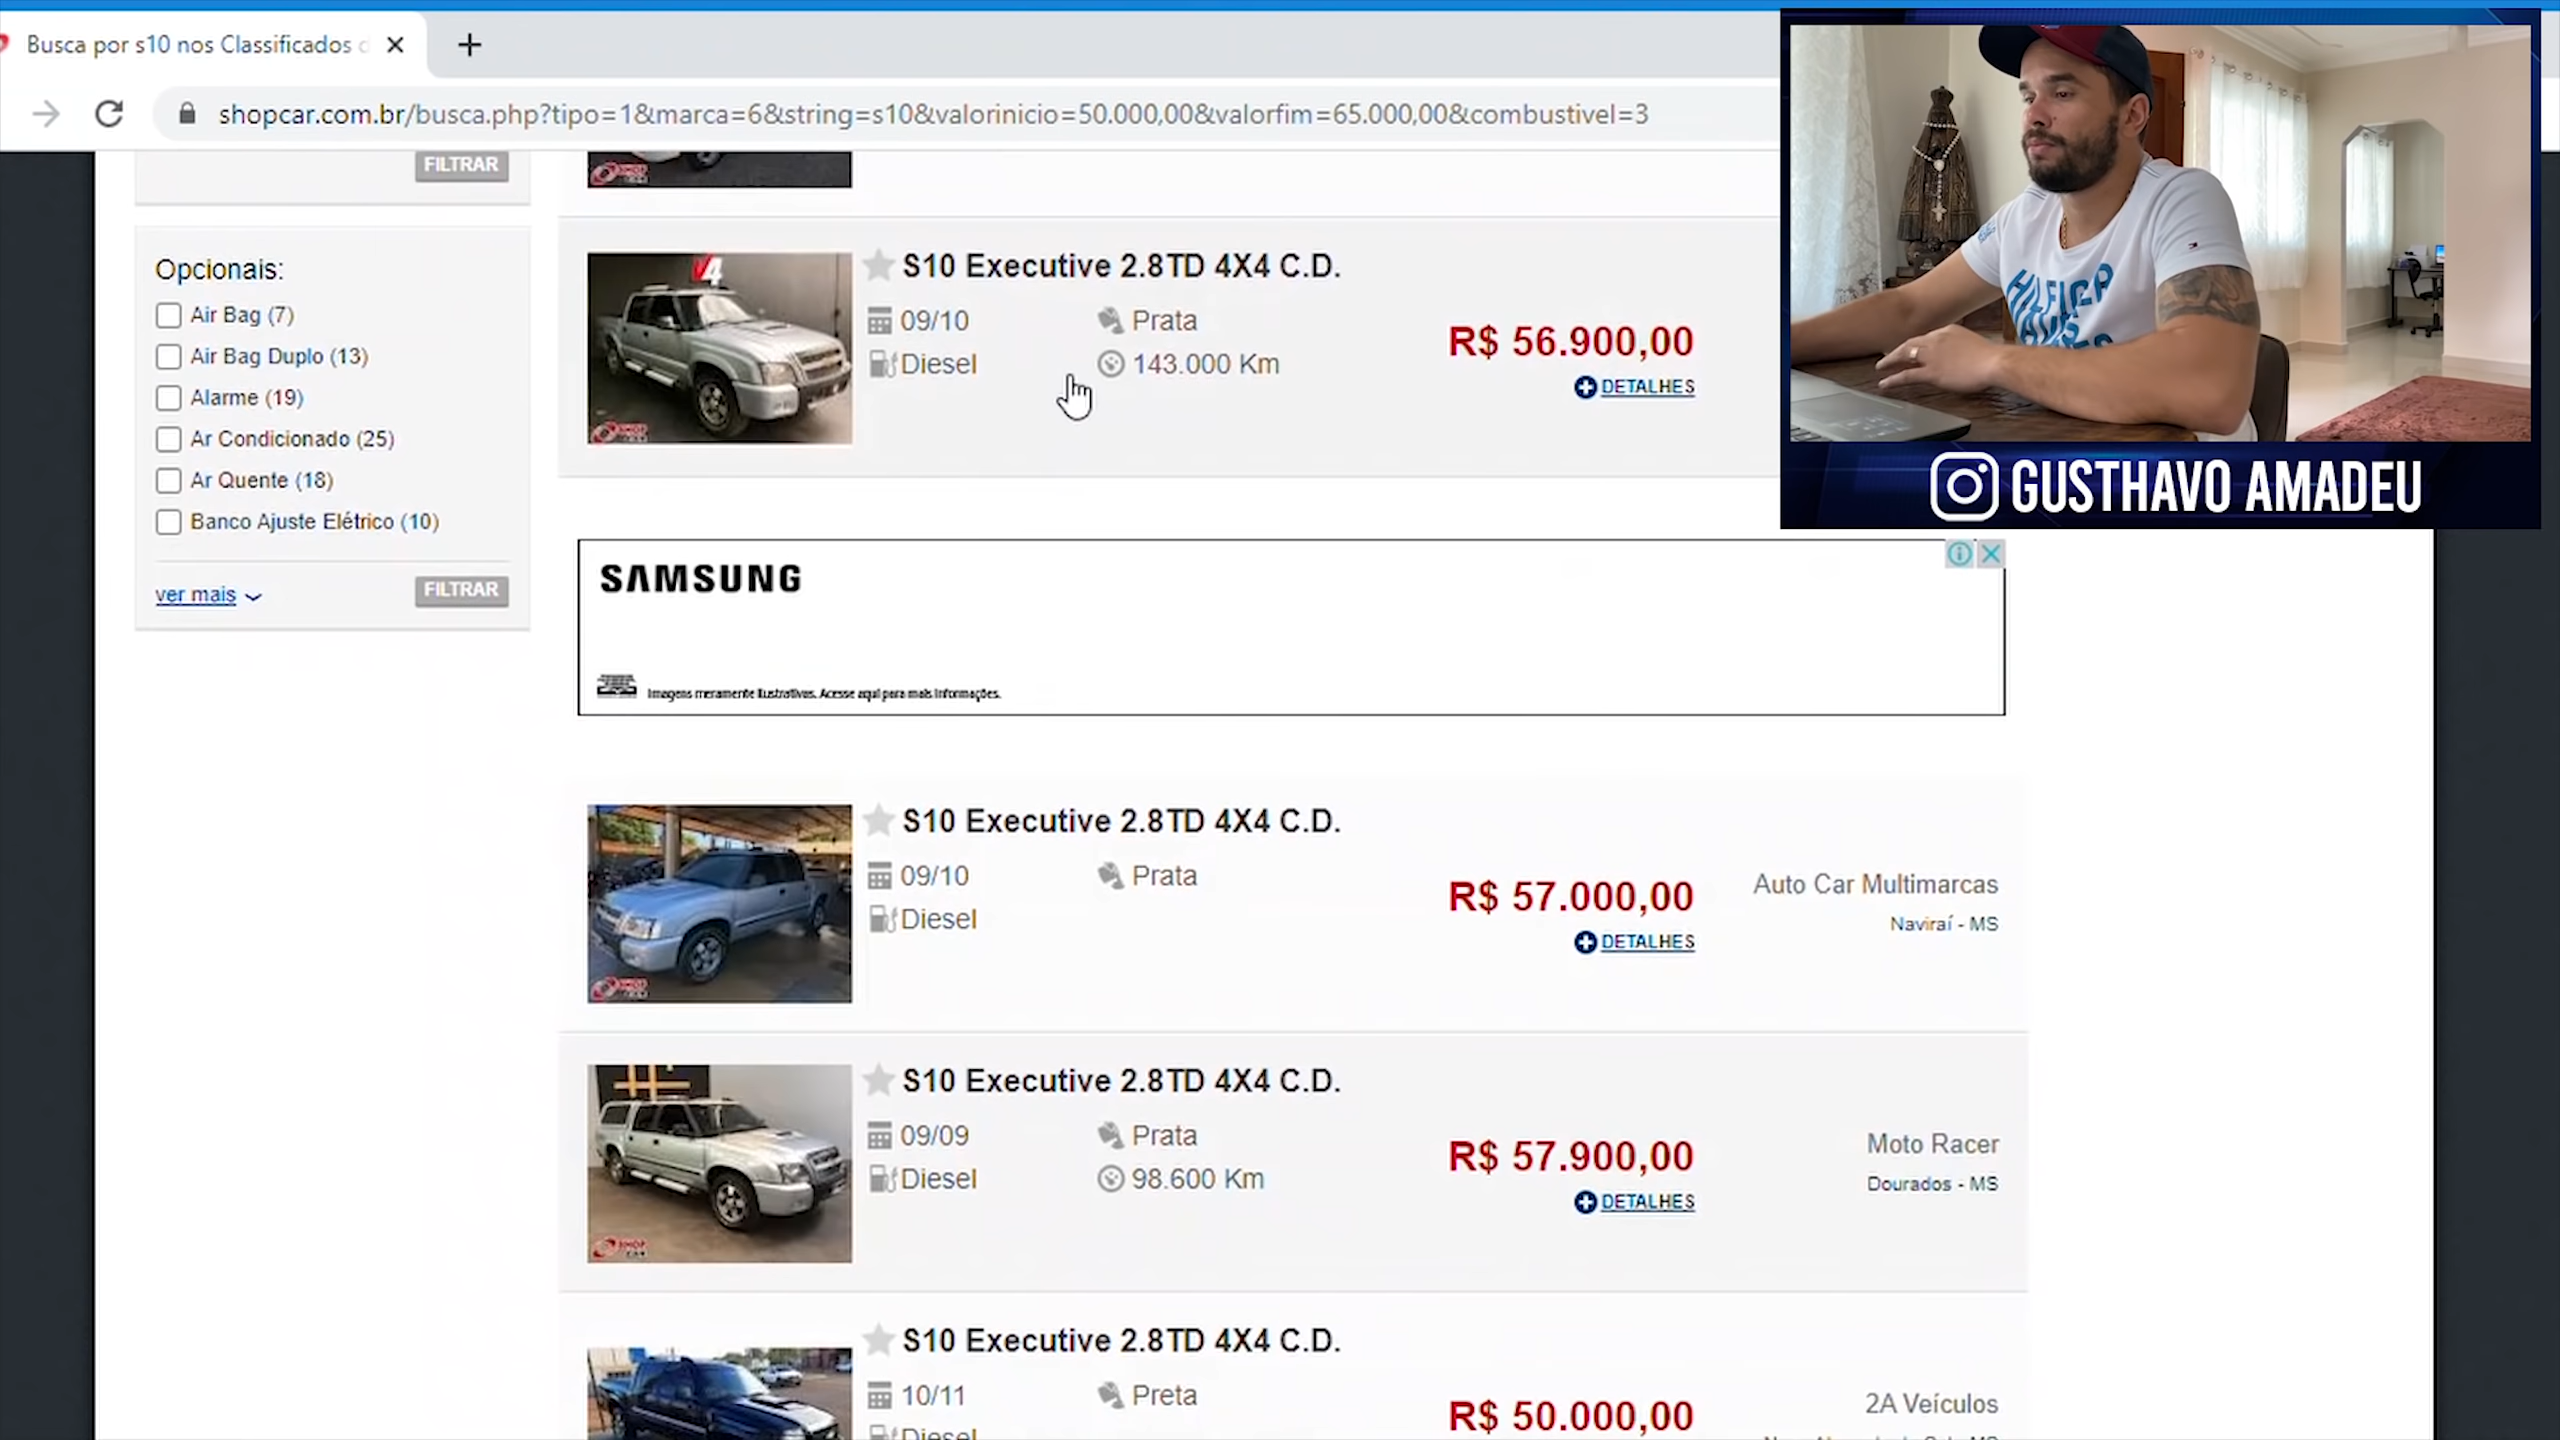 Busca por s10 nos Classificados
shopcar.com.br/busca.php?tipo=1&marca=6&string=s10&valorinicio=50.000,00&valorfim=65.000,00&combustivel=3
FILTRAR
Opcionais:
Air Bag (7)
Air Bag Duplo (13)
Alarme (19)
Ar Condicionado (25)
Ar Quente (18)
Banco Ajuste Elétrico (10)
ver mais
FILTRAR
V4
S10 Executive 2.8TD 4X4 C.D.
09/10
Prata
Diesel
143.000 Km
R$ 56.900,00
DETALHES
GUSTHAVO AMADEU
SAMSUNG
Imagens meramente ilustrativas. Acesse aqui para mais informações.
S10 Executive 2.8TD 4X4 C.D.
09/10
Prata
Diesel
R$ 57.000,00
DETALHES
Auto Car Multimarcas
Naviraí - MS
S10 Executive 2.8TD 4X4 C.D.
09/09
Prata
Diesel
98.600 Km
R$ 57.900,00
DETALHES
Moto Racer
Dourados - MS
S10 Executive 2.8TD 4X4 C.D.
10/11
Preta
Diesel
R$ 50.000,00
2A Veículos